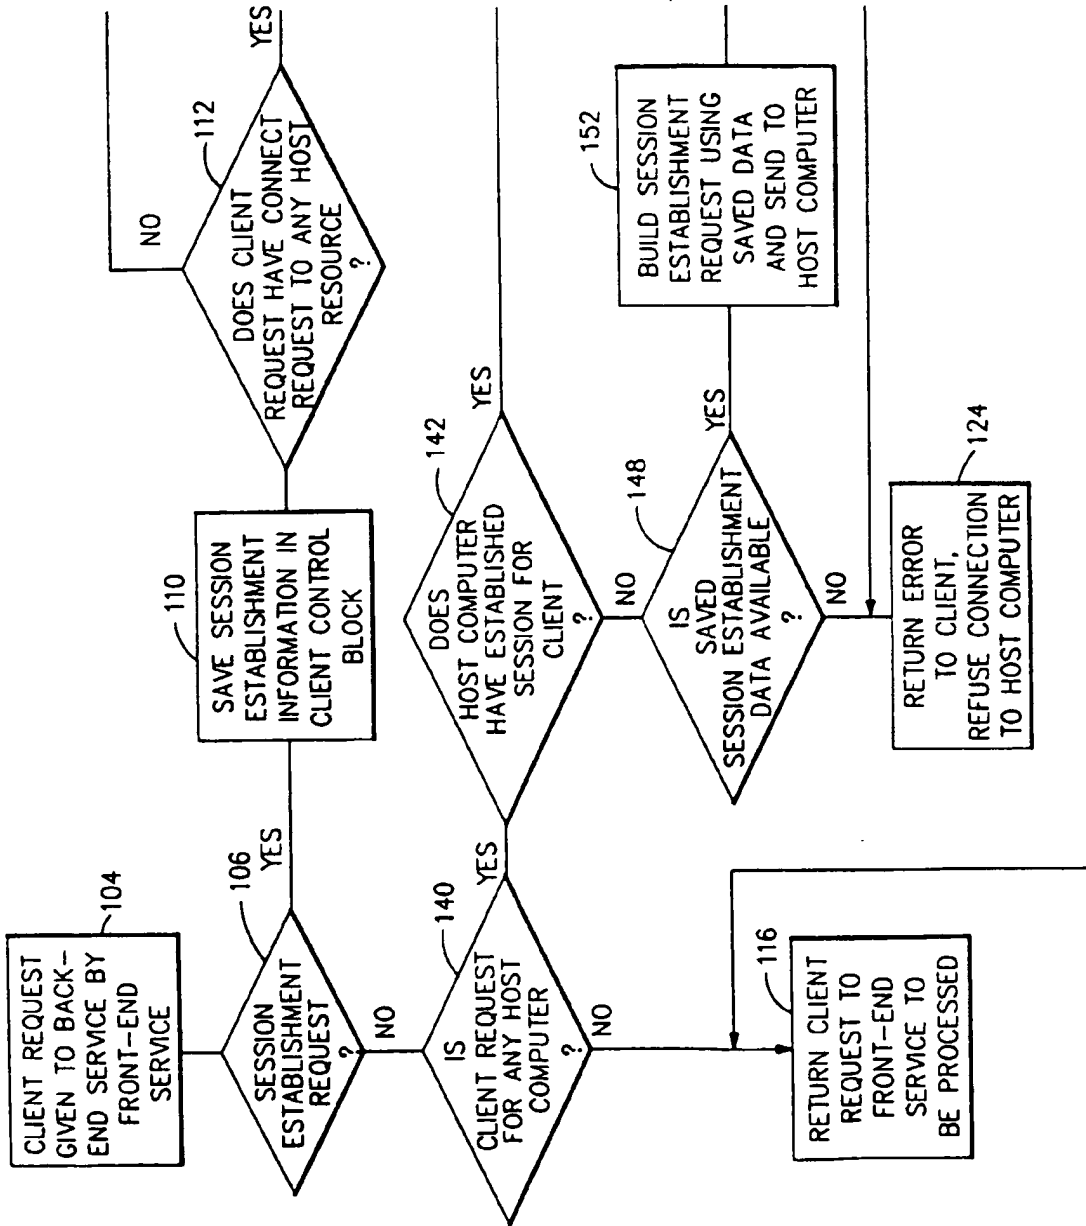 CLIENT REQUEST
GIVEN TO BACK-
END SERVICE BY
FRONT-END
SERVICE
104
SESSION
ESTABLISHMENT
REQUEST
?
106
YES
NO
SAVE SESSION
ESTABLISHMENT
INFORMATION IN
CLIENT CONTROL
BLOCK
110
DOES CLIENT
REQUEST HAVE CONNECT
REQUEST TO ANY HOST
RESOURCE
?
112
NO
YES
IS
CLIENT REQUEST
FOR ANY HOST
COMPUTER
?
140
YES
NO
DOES
HOST COMPUTER
HAVE ESTABLISHED
SESSION FOR
CLIENT
?
142
YES
NO
IS
SAVED
SESSION ESTABLISHMENT
DATA AVAILABLE
?
148
YES
NO
BUILD SESSION
ESTABLISHMENT
REQUEST USING
SAVED DATA
AND SEND TO
HOST COMPUTER
152
RETURN CLIENT
REQUEST TO
FRONT-END
SERVICE TO
BE PROCESSED
116
RETURN ERROR
TO CLIENT,
REFUSE CONNECTION
TO HOST COMPUTER
124